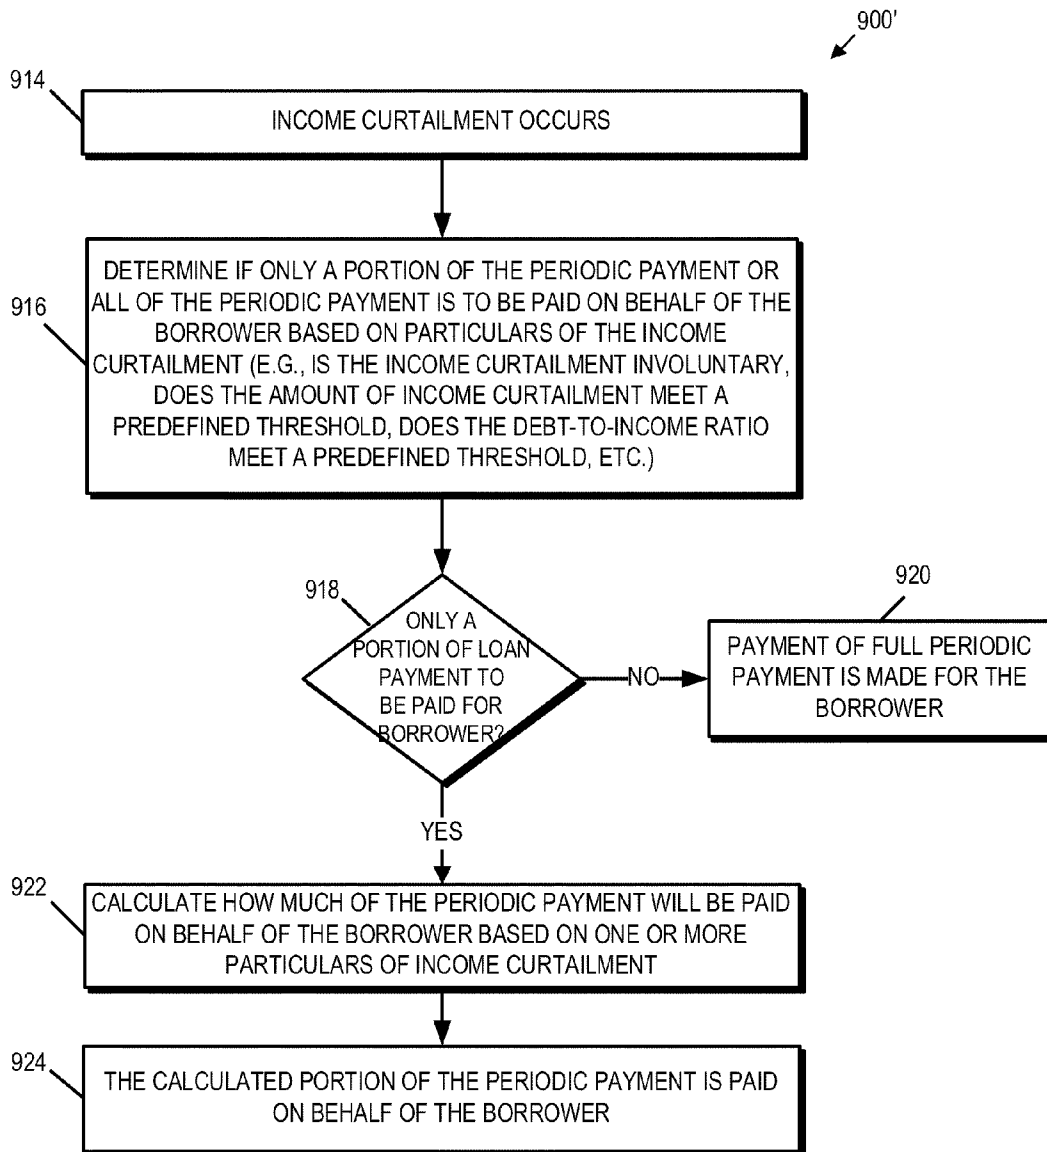 900'
914
INCOME CURTAILMENT OCCURS
916
DETERMINE IF ONLY A PORTION OF THE PERIODIC PAYMENT OR
ALL OF THE PERIODIC PAYMENT IS TO BE PAID ON BEHALF OF THE
BORROWER BASED ON PARTICULARS OF THE INCOME
CURTAILMENT (E.G., IS THE INCOME CURTAILMENT INVOLUNTARY,
DOES THE AMOUNT OF INCOME CURTAILMENT MEET A
PREDEFINED THRESHOLD, DOES THE DEBT-TO-INCOME RATIO
MEET A PREDEFINED THRESHOLD, ETC.)
918
ONLY A
PORTION OF LOAN
PAYMENT TO
BE PAID FOR
BORROWER?
NO
920
PAYMENT OF FULL PERIODIC
PAYMENT IS MADE FOR THE
BORROWER
YES
922
CALCULATE HOW MUCH OF THE PERIODIC PAYMENT WILL BE PAID
ON BEHALF OF THE BORROWER BASED ON ONE OR MORE
PARTICULARS OF INCOME CURTAILMENT
924
THE CALCULATED PORTION OF THE PERIODIC PAYMENT IS PAID
ON BEHALF OF THE BORROWER